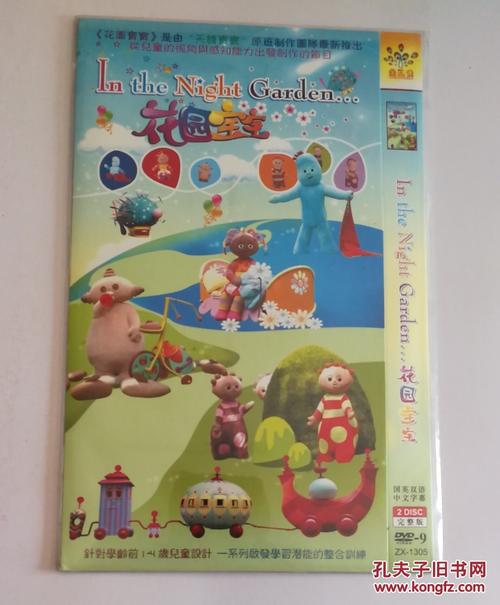 《花園寶寶》是由“天線寶寶”原班制作團隊重新推出
從兒童的視角與感知能力出發創作的節目
In the Night Garden...
花园宝宝
針對學齡前1-4歲兒童設計 一系列啟發學習潛能的整合訓練
In the Night Garden... 花园宝宝
国英双语
中文字幕
2 DISC
完整版
DVD-9
ZX-1305
孔夫子旧书网
www.kongfz.com